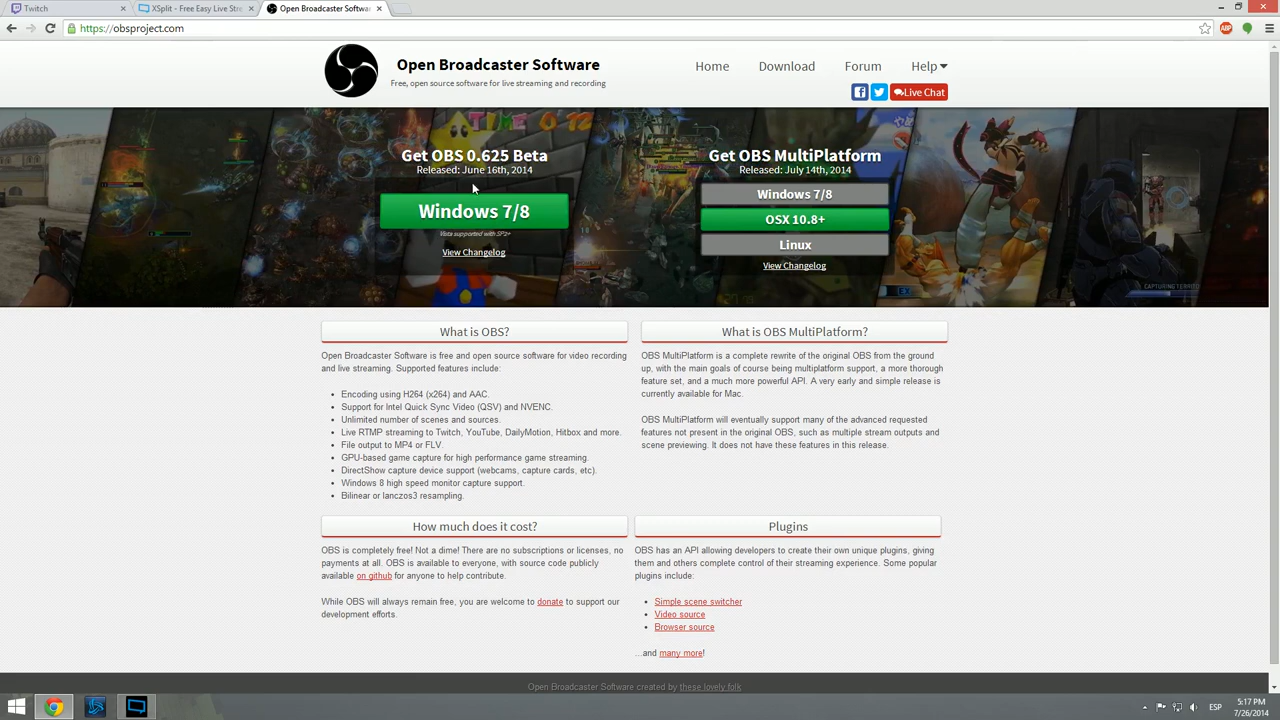 Twitch
XSplit - Free Easy Live Stre
Open Broadcaster Softwar
https://obsproject.com
ABP
Open Broadcaster Software
Free, open source software for live streaming and recording
Home
Download
Forum
Help
Live Chat
TIME 0 12
Get OBS 0.625 Beta
Released: June 16th, 2014
Windows 7/8
Vista supported with SP2+
View Changelog
Get OBS MultiPlatform
Released: July 14th, 2014
Windows 7/8
OSX 10.8+
Linux
View Changelog
EX
CAPTURING TERRITO
What is OBS?
Open Broadcaster Software is free and open source software for video recording
and live streaming. Supported features include:
Encoding using H264 (x264) and AAC.
Support for Intel Quick Sync Video (QSV) and NVENC.
Unlimited number of scenes and sources.
Live RTMP streaming to Twitch, YouTube, DailyMotion, Hitbox and more.
File output to MP4 or FLV.
GPU-based game capture for high performance game streaming.
DirectShow capture device support (webcams, capture cards, etc).
Windows 8 high speed monitor capture support.
Bilinear or lanczos3 resampling.
What is OBS MultiPlatform?
OBS MultiPlatform is a complete rewrite of the original OBS from the ground
up, with the main goals of course being multiplatform support, a more thorough
feature set, and a much more powerful API. A very early and simple release is
currently available for Mac.
OBS MultiPlatform will eventually support many of the advanced requested
features not present in the original OBS, such as multiple stream outputs and
scene previewing. It does not have these features in this release.
How much does it cost?
OBS is completely free! Not a dime! There are no subscriptions or licenses, no
payments at all. OBS is available to everyone, with source code publicly
available on github for anyone to help contribute.
While OBS will always remain free, you are welcome to donate to support our
development efforts.
Plugins
OBS has an API allowing developers to create their own unique plugins, giving
them and others complete control of their streaming experience. Some popular
plugins include:
Simple scene switcher
Video source
Browser source
...and many more!
Open Broadcaster Software created by these lovely folk
ESP
5:17 PM
7/26/2014